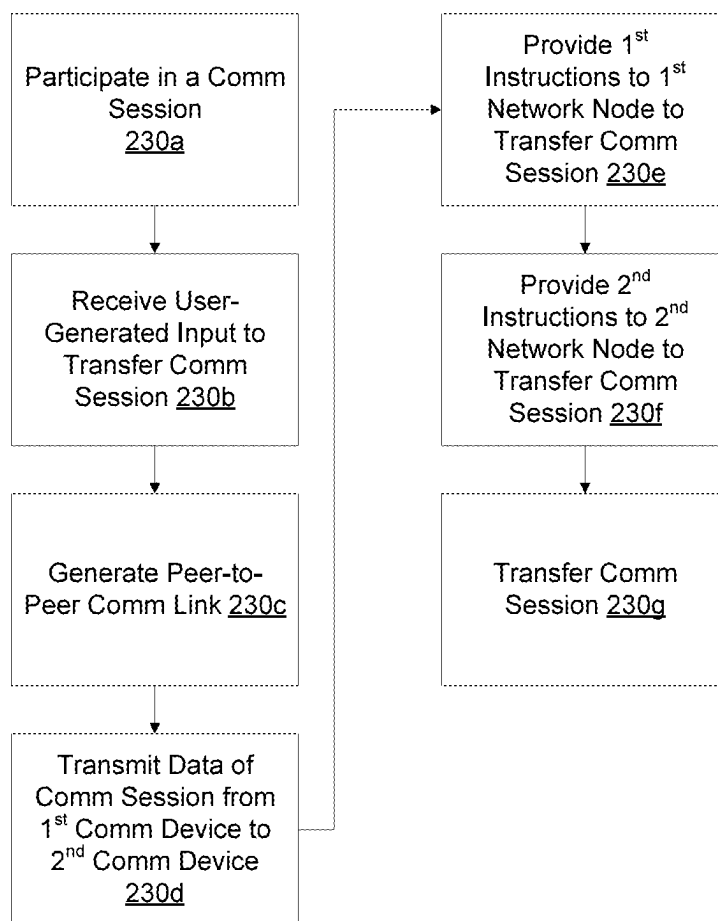 Participate in a Comm
Session
230a
Receive User-
Generated Input to
Transfer Comm
Session 230b
Generate Peer-to-
Peer Comm Link 230c
Transmit Data of
Comm Session from
1st Comm Device to
2nd Comm Device
230d
Provide 1st
Instructions to 1st
Network Node to
Transfer Comm
Session 230e
Provide 2nd
Instructions to 2nd
Network Node to
Transfer Comm
Session 230f
Transfer Comm
Session 230g